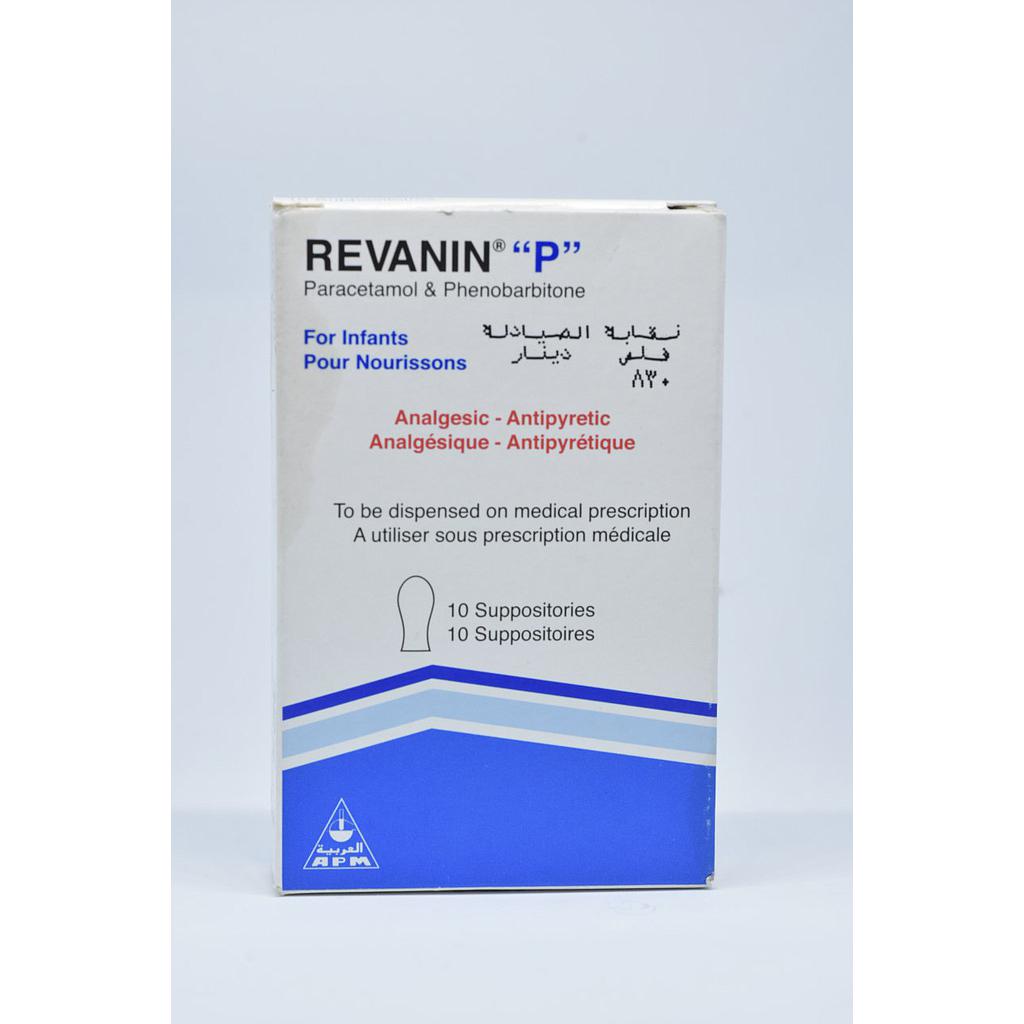 REVANIN® “P”
Paracetamol & Phenobarbitone
For Infants
Pour Nourissons
نقابة الصيادلة
فلس دينار
٨٣٠
Analgesic - Antipyretic
Analgésique - Antipyrétique
To be dispensed on medical prescription
A utiliser sous prescription médicale
10 Suppositories
10 Suppositoires
العربية
APM